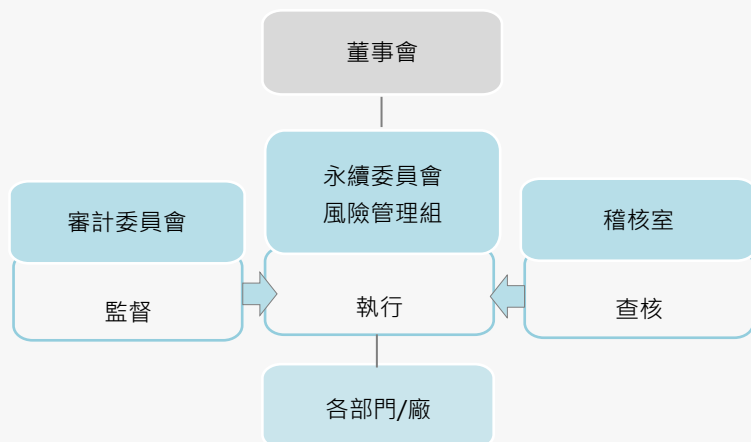 董事會
永續委員會
風險管理組
審計委員會
稽核室
監督
執行
查核
各部門/廠